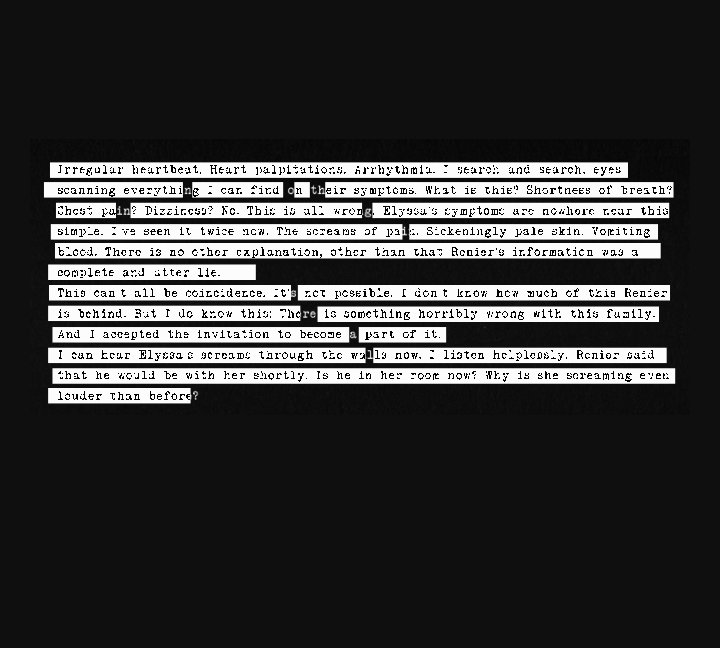 Irregular heartbeat. Heart palpitations. Arrhythmia. I search and search, eyes
scanning everything I can find on their symptoms. What is this? Shortness of breath?
Chest pain? Dizziness? No. This is all wrong. Elyssa's symptoms are nowhere near this
simple. I've seen it twice now. The screams of pain. Sickeningly pale skin. Vomiting
blood. There is no other explanation, other than that Renier's information was a
complete and utter lie.
This can't all be coincidence. It's not possible. I don't know how much of this Renier
is behind. But I do know this: There is something horribly wrong with this family.
And I accepted the invitation to become a part of it.
I can hear Elyssa's screams through the walls now. I listen helplessly. Renier said
that he would be with her shortly. Is he in her room now? Why is she screaming even
louder than before?